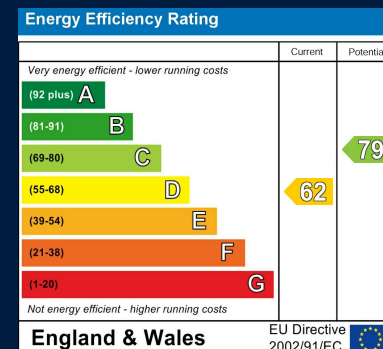 Energy Efficiency Rating
Current
Potentia
Very energy efficient - lower running costs
(92 plus) A
(81-91) B
(69-80) C
79
(55-68) D
62
(39-54) E
(21-38) F
(1-20) G
Not energy efficient - higher running costs
England & Wales
EU Directive
2002/91/EC